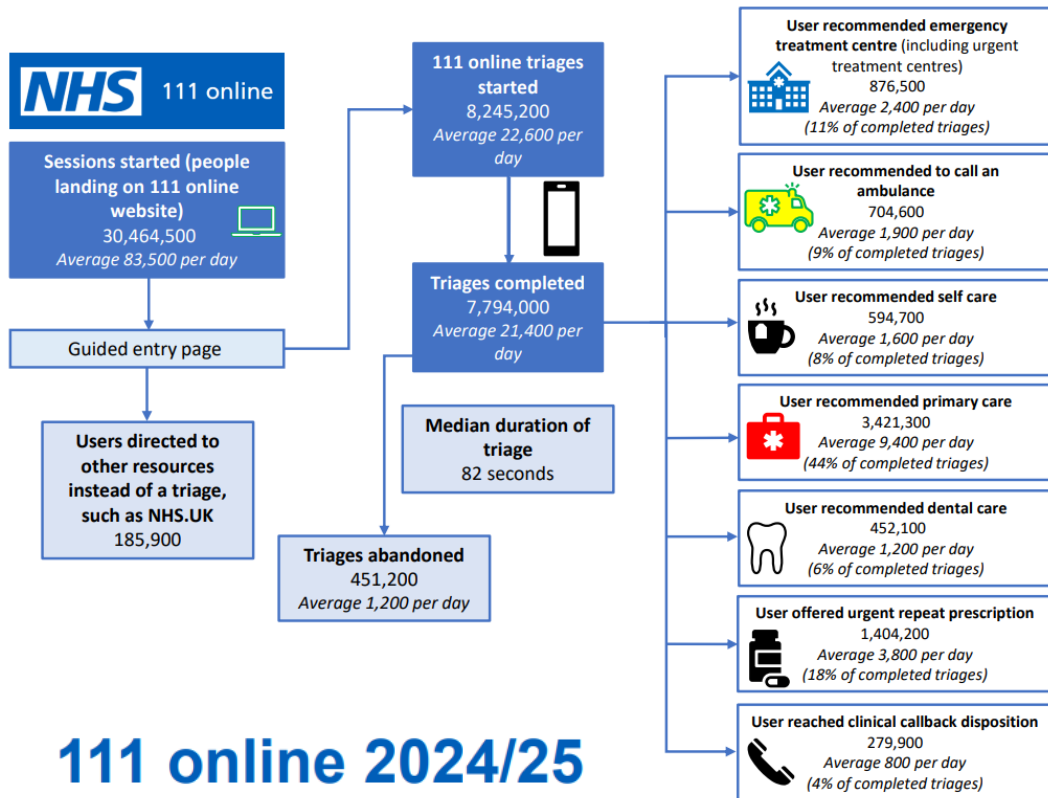 NHS 111 online
Sessions started (people
landing on 111 online
website)
30,464,500
Average 83,500 per day
Guided entry page
Users directed to
other resources
instead of a triage,
such as NHS.UK
185,900
111 online triages
started
8,245,200
Average 22,600 per
day
Triages completed
7,794,000
Average 21,400 per
day
Median duration of
triage
82 seconds
Triages abandoned
451,200
Average 1,200 per day
User recommended emergency
treatment centre (including urgent
treatment centres)
876,500
Average 2,400 per day
(11% of completed triages)
User recommended to call an
ambulance
704,600
Average 1,900 per day
(9% of completed triages)
User recommended self care
594,700
Average 1,600 per day
(8% of completed triages)
User recommended primary care
3,421,300
Average 9,400 per day
(44% of completed triages)
User recommended dental care
452,100
Average 1,200 per day
(6% of completed triages)
User offered urgent repeat prescription
1,404,200
Average 3,800 per day
(18% of completed triages)
User reached clinical callback disposition
279,900
Average 800 per day
(4% of completed triages)
111 online 2024/25